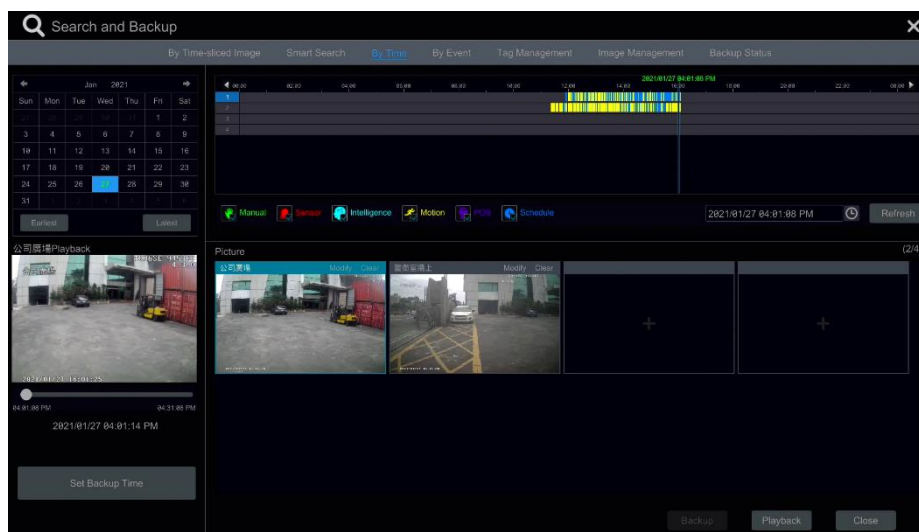 Search and Backup
By Time-sliced Image Smart Search By Time By Event Tag Management Image Management Backup Status
Jan 2021
Sun Mon Tue Wed Thu Fri Sat
1 2
3 4 5 6 7 8 9
10 11 12 13 14 15 16
17 18 19 20 21 22 23
24 25 26 27 28 29 30
31
Earliest Latest
2021/01/27 04:01:08 PM
00:00 02:00 04:00 06:00 08:00 10:00 12:00 14:00 16:00 18:00 20:00 22:00 00:00
1
2
3
4
Manual Sensor Intelligence Motion POS Schedule
2021/01/27 04:01:08 PM Refresh
公司廣場Playback
2021/01/27 16:01:25
04:01:08 PM 04:31:08 PM
2021/01/27 04:01:14 PM
Set Backup Time
Picture (2/4
公司廣場 Modify Clear
Modify Clear
Backup Playback Close